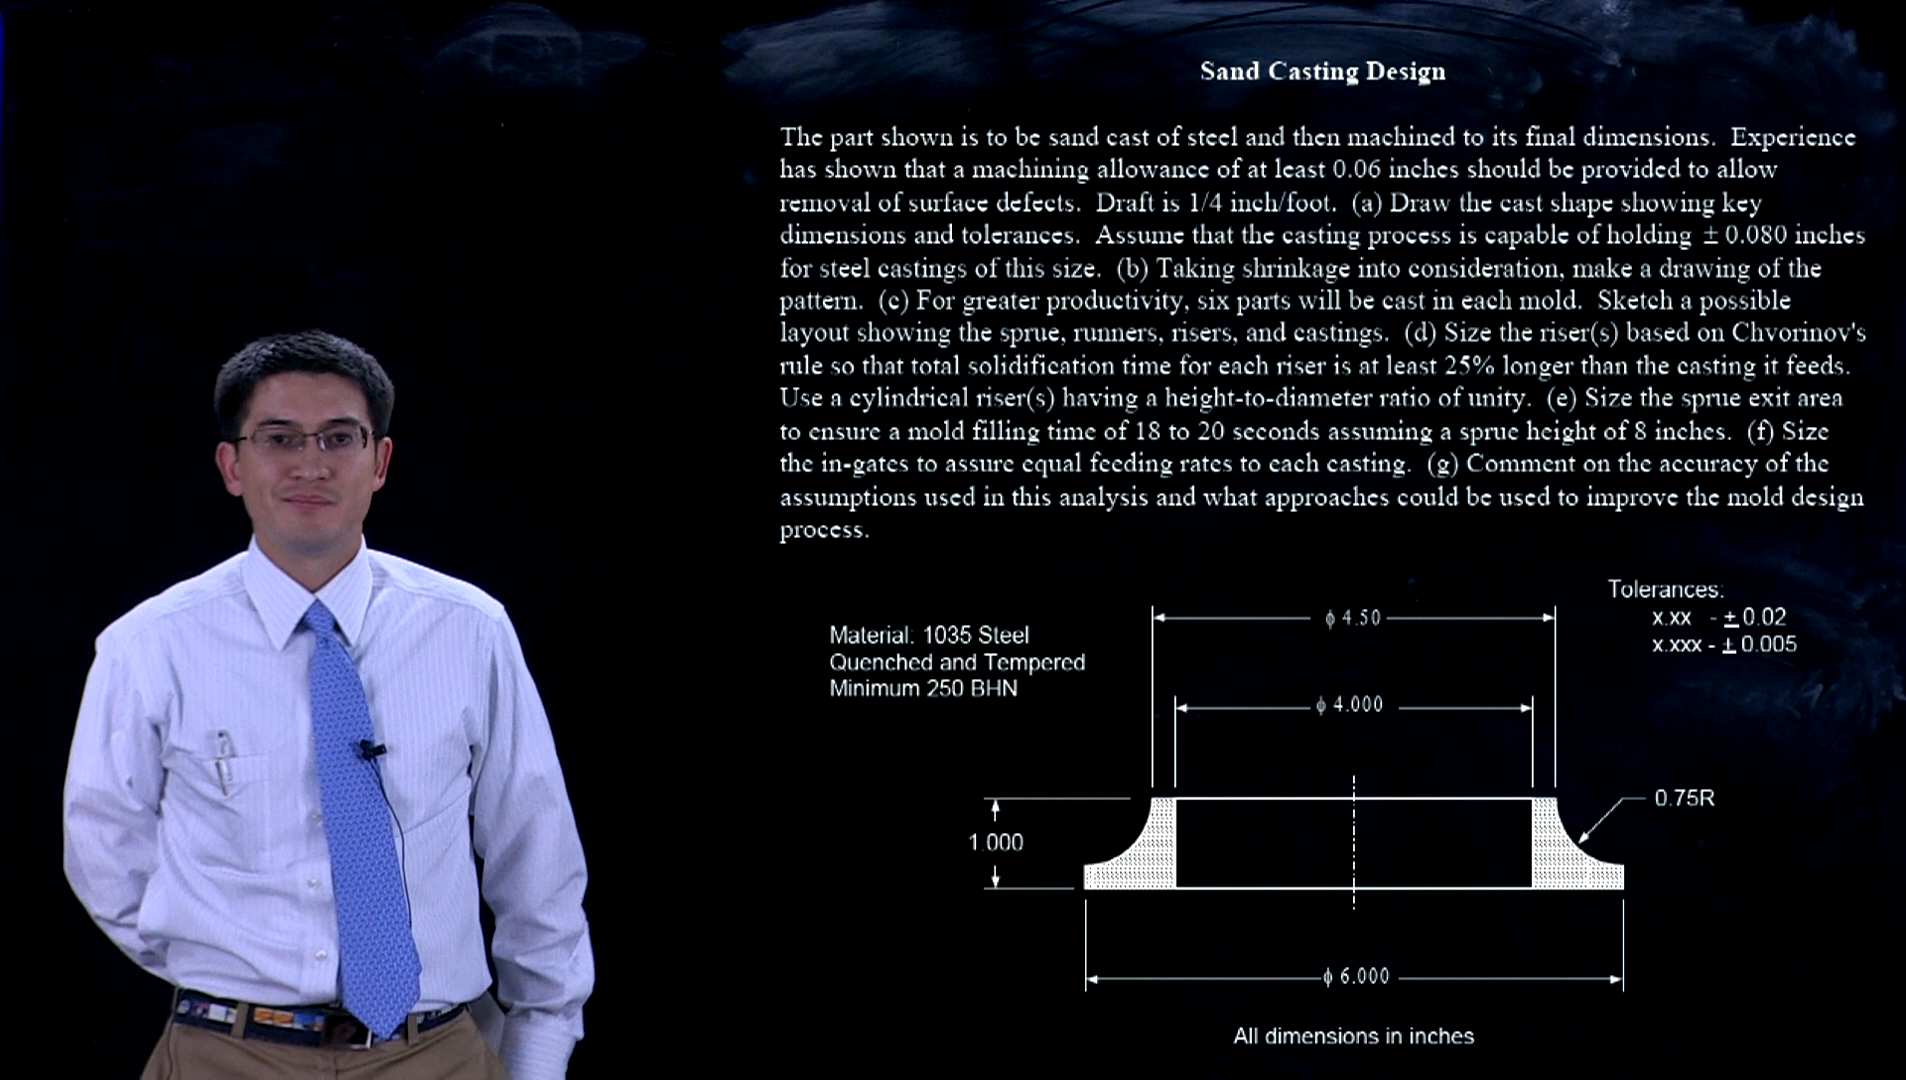 Sand Casting Design
The part shown is to be sand cast of steel and then machined to its final dimensions. Experience
has shown that a machining allowance of at least 0.06 inches should be provided to allow
removal of surface defects. Draft is 1/4 inch/foot. (a) Draw the cast shape showing key
dimensions and tolerances. Assume that the casting process is capable of holding ± 0.080 inches
for steel castings of this size. (b) Taking shrinkage into consideration, make a drawing of the
pattern. (c) For greater productivity, six parts will be cast in each mold. Sketch a possible
layout showing the sprue, runners, risers, and castings. (d) Size the riser(s) based on Chvorinov's
rule so that total solidification time for each riser is at least 25% longer than the casting it feeds.
Use a cylindrical riser(s) having a height-to-diameter ratio of unity. (e) Size the sprue exit area
to ensure a mold filling time of 18 to 20 seconds assuming a sprue height of 8 inches. (f) Size
the in-gates to assure equal feeding rates to each casting. (g) Comment on the accuracy of the
assumptions used in this analysis and what approaches could be used to improve the mold design
process.
Tolerances:
x.xx - ± 0.02
x.xxx - ± 0.005
Material: 1035 Steel
Quenched and Tempered
Minimum 250 BHN
ϕ 4.50
ϕ 4.000
0.75R
1.000
ϕ 6.000
All dimensions in inches